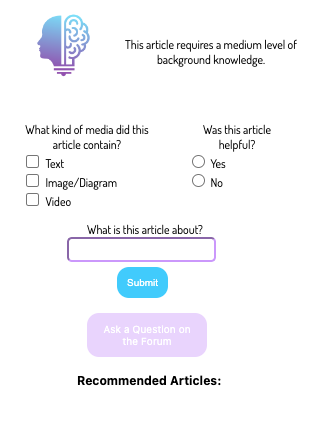 This article requires a medium level of
background knowledge.
What kind of media did this
article contain?
Text
Image/Diagram
Video
Was this article
helpful?
Yes
No
What is this article about?
Submit
Ask a Question on
the Forum
Recommended Articles: